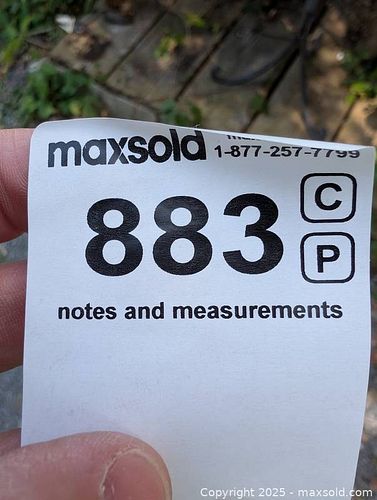 maxsold 1-877-257-7799
883
C
P
notes and measurements
Copyright 2025 - maxsold.com